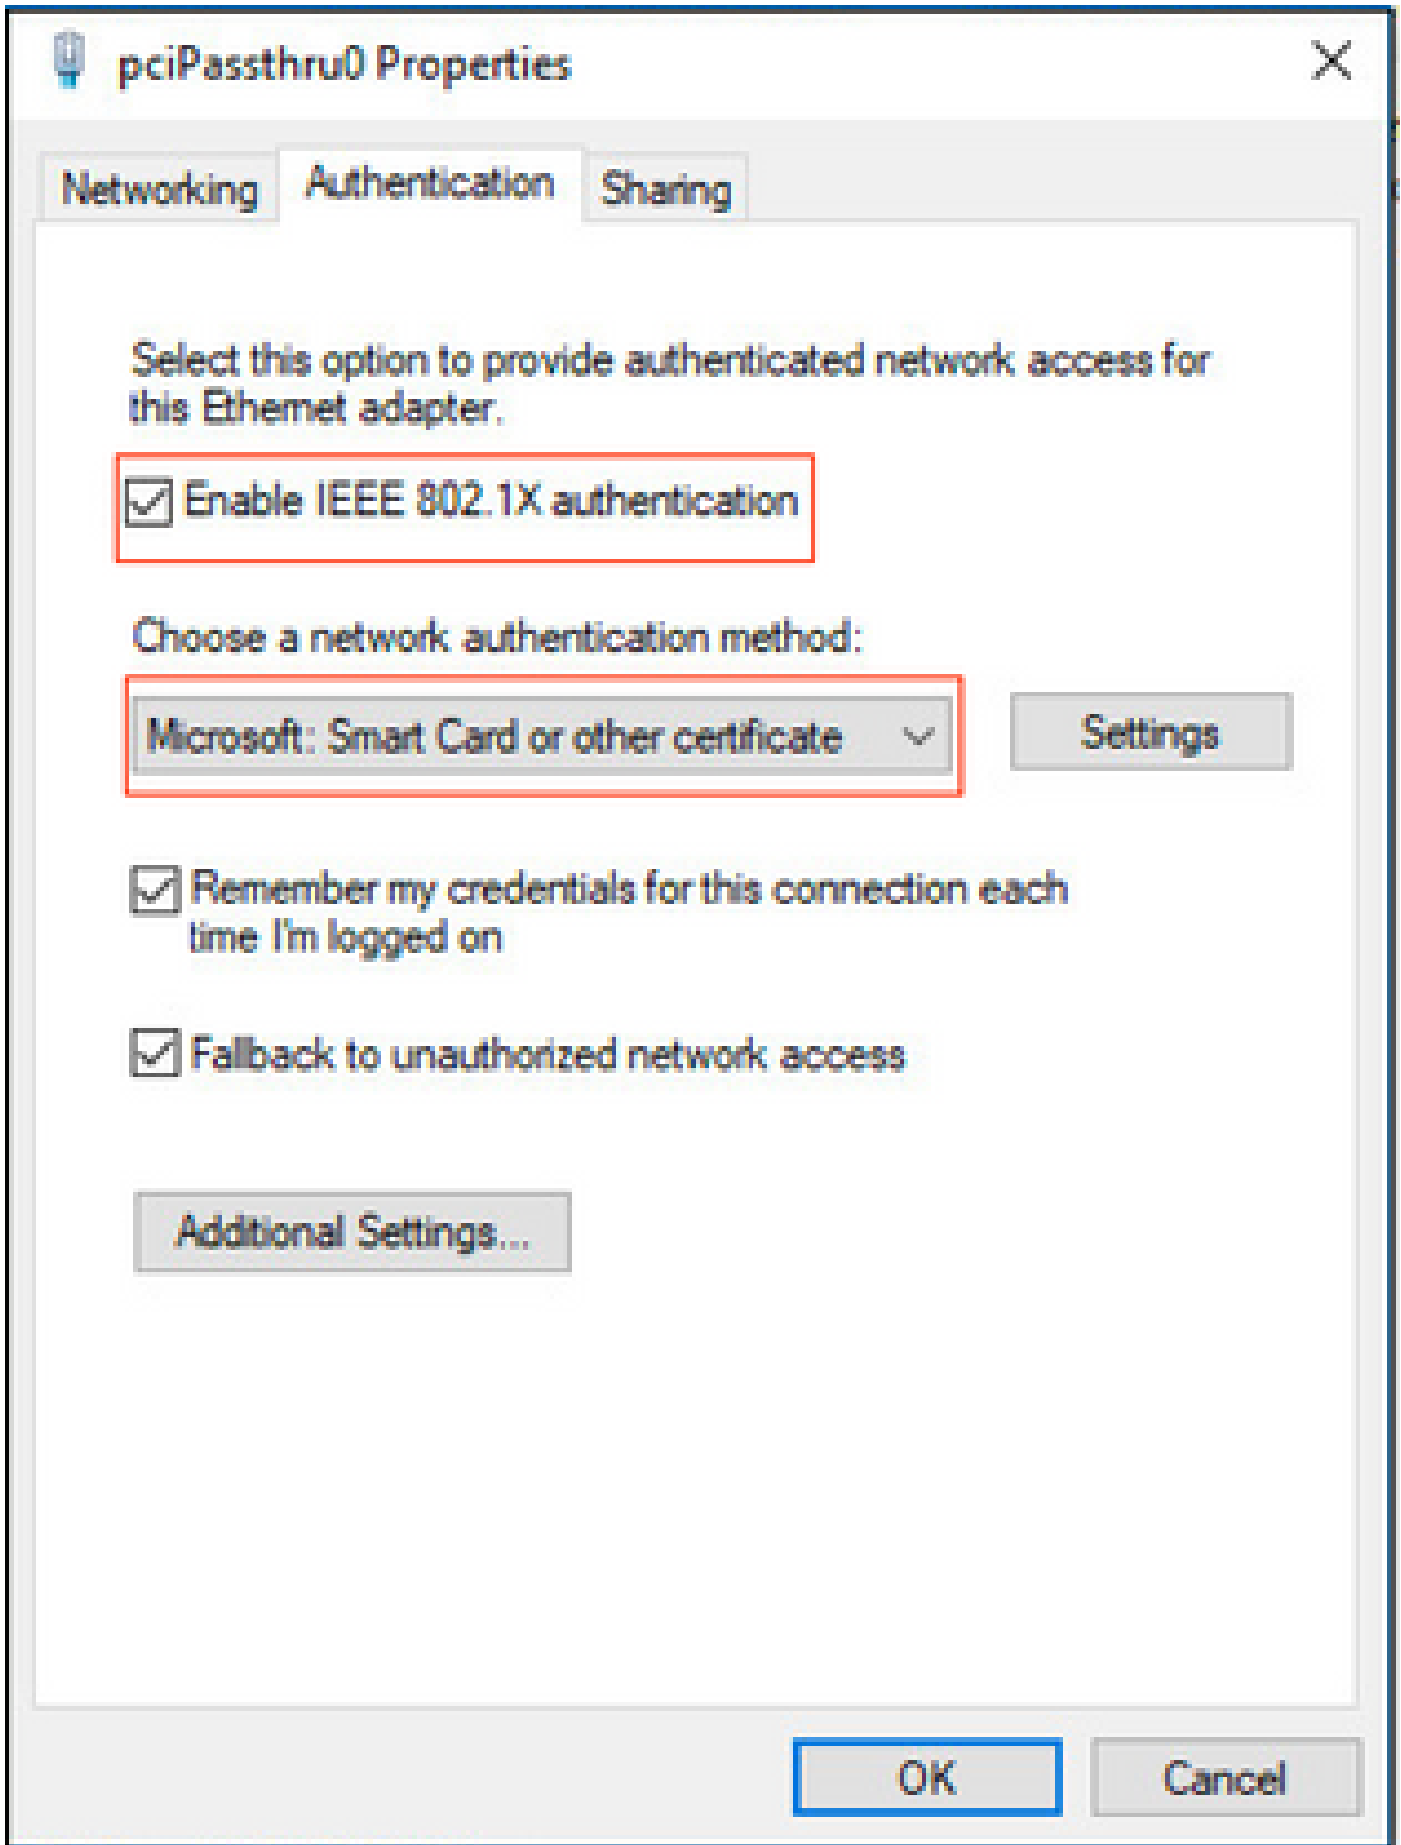 pciPassthru0 Properties
Networking
Authentication
Sharing
Select this option to provide authenticated network access for
this Ethernet adapter.
Enable IEEE 802.1X authentication
Choose a network authentication method:
Microsoft: Smart Card or other certificate
Settings
Remember my credentials for this connection each
time I'm logged on
Fallback to unauthorized network access
Additional Settings...
OK
Cancel